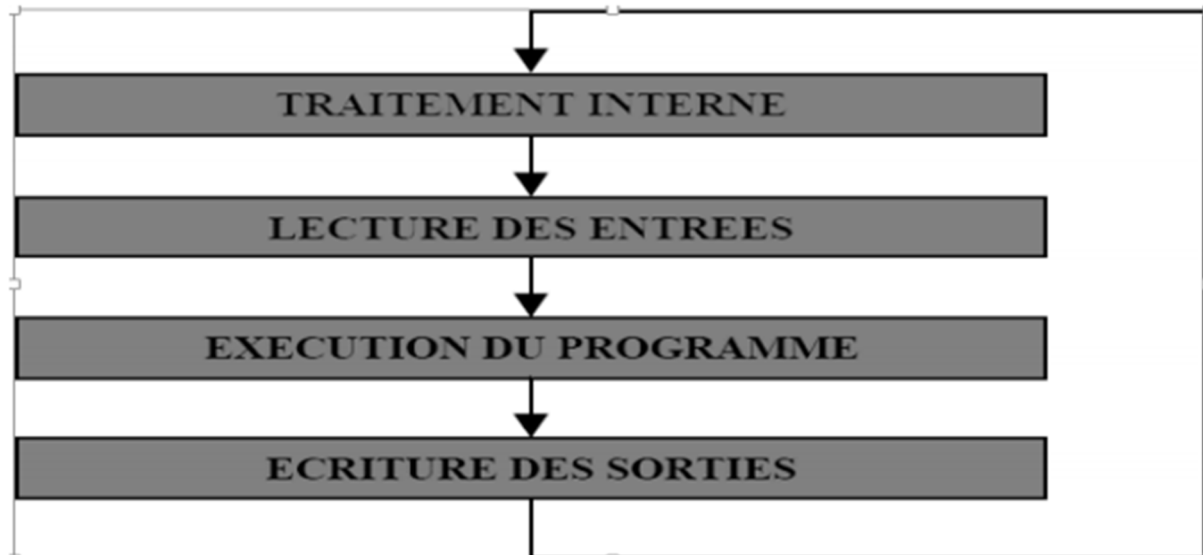 TRAITEMENT INTERNE
LECTURE DES ENTREES
EXECUTION DU PROGRAMME
ECRITURE DES SORTIES